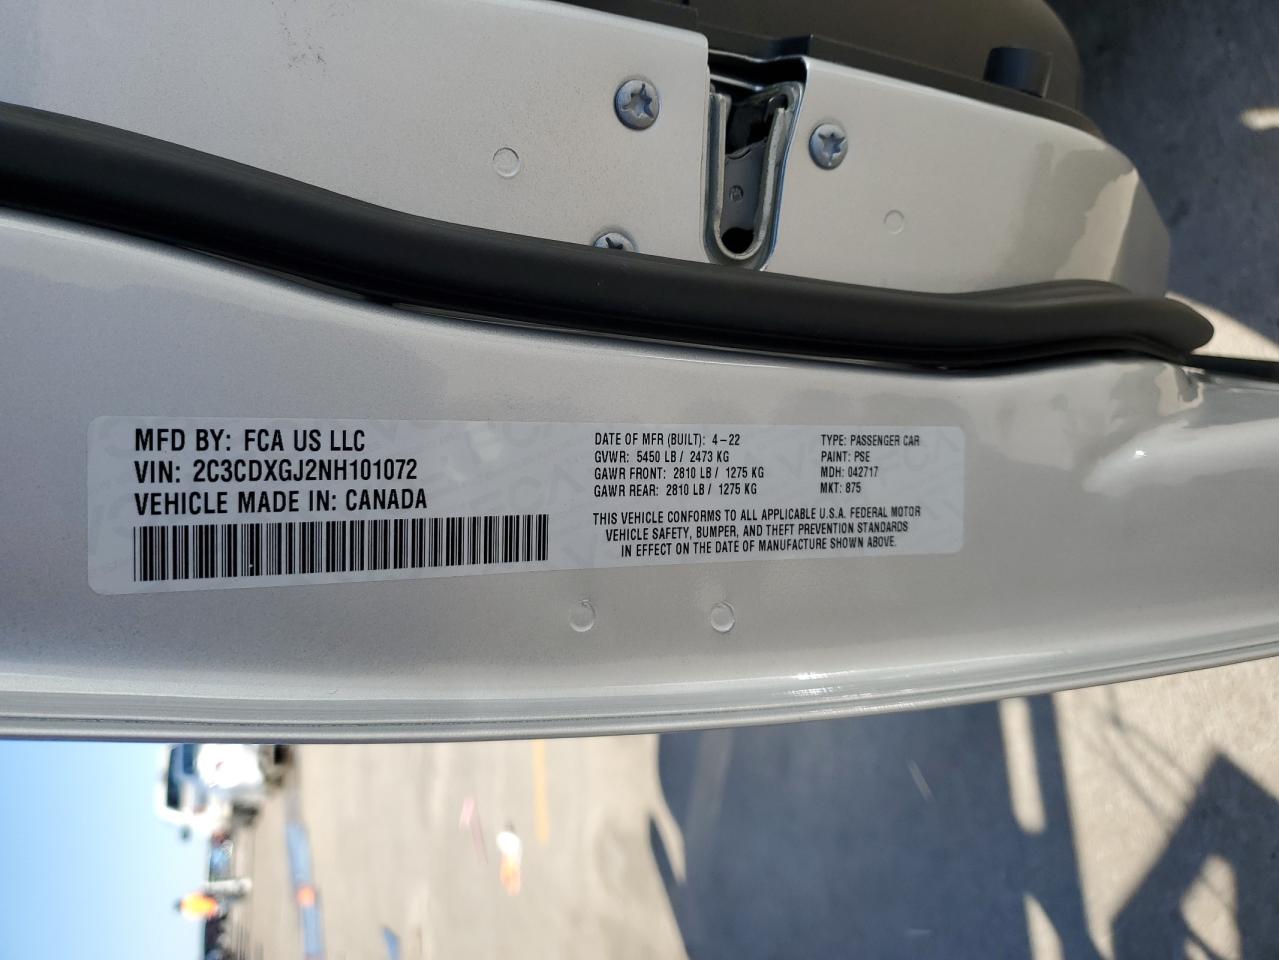 MFD BY: FCA US LLC
VIN: 2C3CDXGJ2NH101072
VEHICLE MADE IN: CANADA
DATE OF MFR (BUILT): 4-22
GVWR: 5450 LB / 2473 KG
GAWR FRONT: 2810 LB / 1275 KG
GAWR REAR: 2810 LB / 1275 KG
TYPE: PASSENGER CAR
PAINT: PSE
MDH: 042717
MKT: 875
THIS VEHICLE CONFORMS TO ALL APPLICABLE U.S.A. FEDERAL MOTOR
VEHICLE SAFETY, BUMPER, AND THEFT PREVENTION STANDARDS
IN EFFECT ON THE DATE OF MANUFACTURE SHOWN ABOVE.